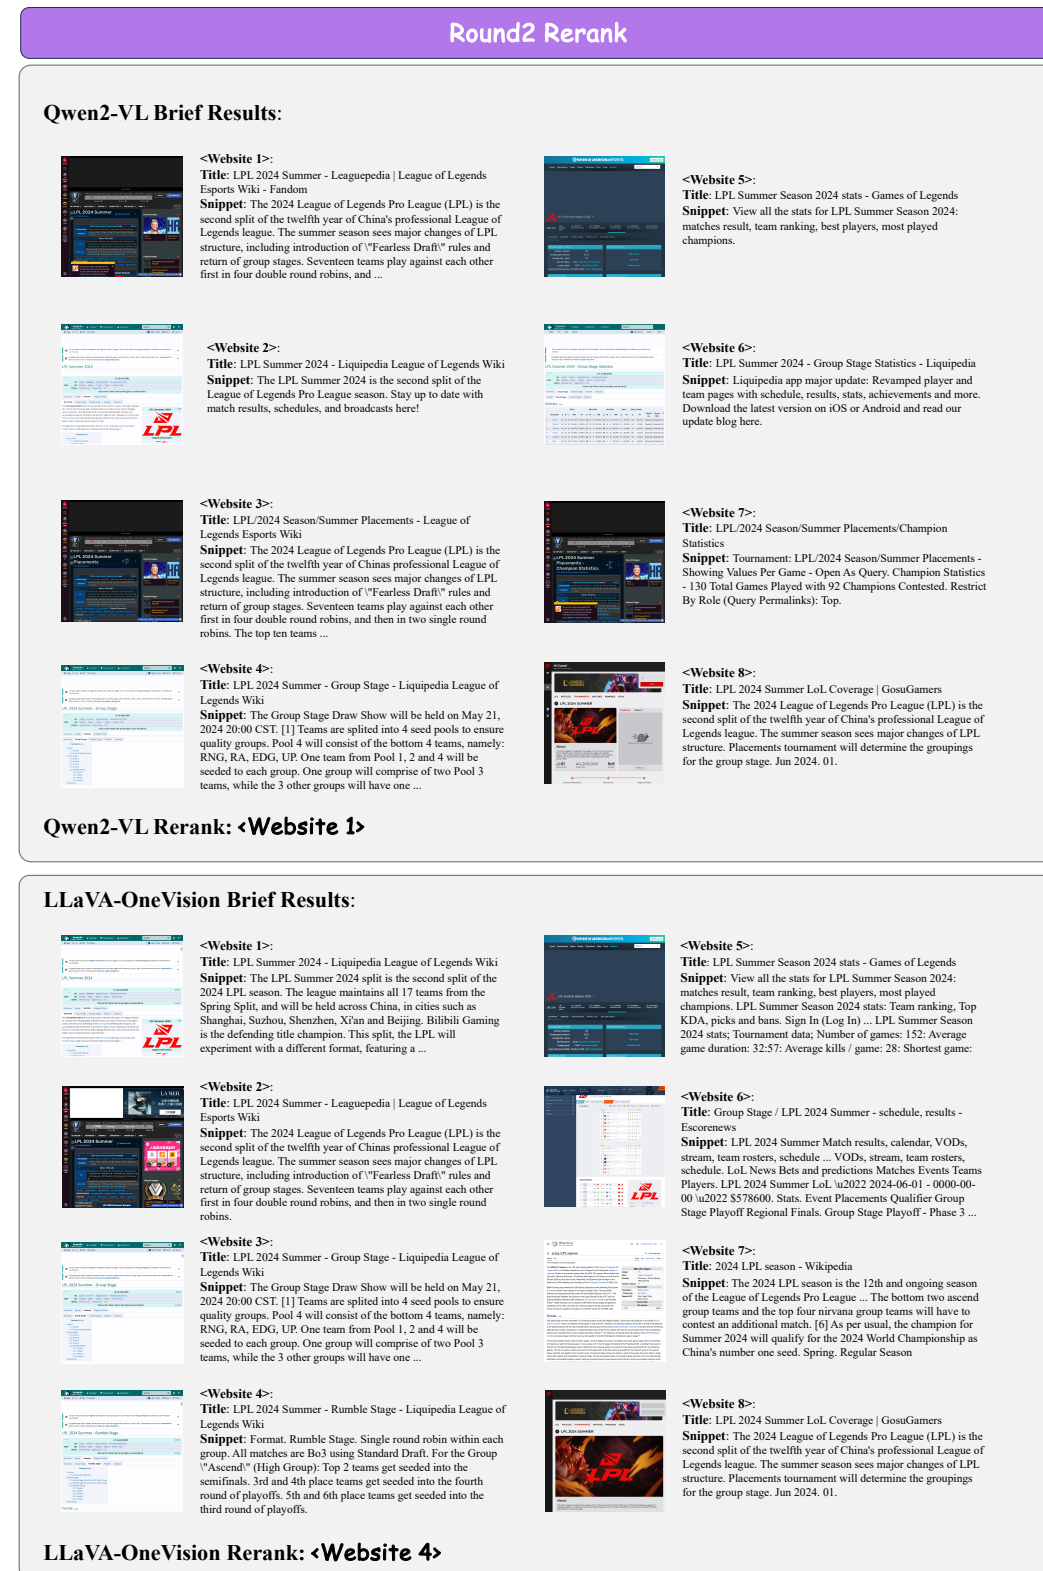 Round2 Rerank
Qwen2-VL Brief Results:
<Website 1>:
Title: LPL 2024 Summer - Leaguepedia | League of Legends
Esports Wiki - Fandom
Snippet: The 2024 League of Legends Pro League (LPL) is the
second split of the twelfth year of China's professional League of
Legends league. The summer season sees major changes of LPL
structure, including introduction of \"Fearless Draft\" rules and
return of group stages. Seventeen teams play against each other
first in four double round robins, and ...
<Website 2>:
Title: LPL Summer 2024 - Liquipedia League of Legends Wiki
Snippet: The LPL Summer 2024 is the second split of the
League of Legends Pro League season. Stay up to date with
match results, schedules, and broadcasts here!
<Website 3>:
Title: LPL/2024 Season/Summer Placements - League of
Legends Esports Wiki
Snippet: The 2024 League of Legends Pro League (LPL) is the
second split of the twelfth year of Chinas professional League of
Legends league. The summer season sees major changes of LPL
structure, including introduction of \"Fearless Draft\" rules and
return of group stages. Seventeen teams play against each other
first in four double round robins, and then in two single round
robins. The top ten teams ...
<Website 4>:
Title: LPL 2024 Summer - Group Stage - Liquipedia League of
Legends Wiki
Snippet: The Group Stage Draw Show will be held on May 21,
2024 20:00 CST. [1] Teams are splited into 4 seed pools to ensure
quality groups. Pool 4 will consist of the bottom 4 teams, namely:
RNG, RA, EDG, UP. One team from Pool 1, 2 and 4 will be
seeded to each group. One group will comprise of two Pool 3
teams, while the 3 other groups will have one ...
<Website 5>:
Title: LPL Summer Season 2024 stats - Games of Legends
Snippet: View all the stats for LPL Summer Season 2024:
matches result, team ranking, best players, most played
champions.
<Website 6>:
Title: LPL Summer 2024 - Group Stage Statistics - Liquipedia
Snippet: Liquipedia app major update: Revamped player and
team pages with schedule, results, stats, achievements and more.
Download the latest version on iOS or Android and read our
update blog here.
<Website 7>:
Title: LPL/2024 Season/Summer Placements/Champion
Statistics
Snippet: Tournament: LPL/2024 Season/Summer Placements -
Showing Values Per Game - Open As Query. Champion Statistics
- 130 Total Games Played with 92 Champions Contested. Restrict
By Role (Query Permalinks): Top.
<Website 8>:
Title: LPL 2024 Summer LoL Coverage | GosuGamers
Snippet: The 2024 League of Legends Pro League (LPL) is the
second split of the twelfth year of China's professional League of
Legends league. The summer season sees major changes of LPL
structure. Placements tournament will determine the groupings
for the group stage. Jun 2024. 01.
Qwen2-VL Rerank: <Website 1>
LLaVA-OneVision Brief Results:
<Website 1>:
Title: LPL Summer 2024 - Liquipedia League of Legends Wiki
Snippet: The LPL Summer 2024 split is the second split of the
2024 LPL season. The league maintains all 17 teams from the
Spring Split, and will be held across China, in cities such as
Shanghai, Suzhou, Shenzhen, Xi'an and Beijing. Bilibili Gaming
is the defending title champion. This split, the LPL will
experiment with a different format, featuring a ...
<Website 2>:
Title: LPL 2024 Summer - Leaguepedia | League of Legends
Esports Wiki
Snippet: The 2024 League of Legends Pro League (LPL) is the
second split of the twelfth year of Chinas professional League of
Legends league. The summer season sees major changes of LPL
structure, including introduction of \"Fearless Draft\" rules and
return of group stages. Seventeen teams play against each other
first in four double round robins, and then in two single round
robins.
<Website 3>:
Title: LPL 2024 Summer - Group Stage - Liquipedia League of
Legends Wiki
Snippet: The Group Stage Draw Show will be held on May 21,
2024 20:00 CST. [1] Teams are splited into 4 seed pools to ensure
quality groups. Pool 4 will consist of the bottom 4 teams, namely:
RNG, RA, EDG, UP. One team from Pool 1, 2 and 4 will be
seeded to each group. One group will comprise of two Pool 3
teams, while the 3 other groups will have one ...
<Website 4>:
Title: LPL 2024 Summer - Rumble Stage - Liquipedia League of
Legends Wiki
Snippet: Format. Rumble Stage. Single round robin within each
group. All matches are Bo3 using Standard Draft. For the Group
\"Ascend\" (High Group): Top 2 teams get seeded into the
semifinals. 3rd and 4th place teams get seeded into the fourth
round of playoffs. 5th and 6th place teams get seeded into the
third round of playoffs.
<Website 5>:
Title: LPL Summer Season 2024 stats - Games of Legends
Snippet: View all the stats for LPL Summer Season 2024:
matches result, team ranking, best players, most played
champions. LPL Summer Season 2024 stats: Team ranking, Top
KDA, picks and bans. Sign In (Log In) ... LPL Summer Season
2024 stats; Tournament data; Number of games: 152: Average
game duration: 32:57: Average kills / game: 28: Shortest game:
<Website 6>:
Title: Group Stage / LPL 2024 Summer - schedule, results -
Escorenews
Snippet: LPL 2024 Summer Match results, calendar, VODs,
stream, team rosters, schedule ... VODs, stream, team rosters,
schedule. LoL News Bets and predictions Matches Events Teams
Players. LPL 2024 Summer LoL \u2022 2024-06-01 - 0000-00-
00 \u2022 $578600. Stats. Event Placements Qualifier Group
Stage Playoff Regional Finals. Group Stage Playoff - Phase 3 ...
<Website 7>:
Title: 2024 LPL season - Wikipedia
Snippet: The 2024 LPL season is the 12th and ongoing season
of the League of Legends Pro League ... The bottom two ascend
group teams and the top four nirvana group teams will have to
contest an additional match. [6] As per usual, the champion for
Summer 2024 will qualify for the 2024 World Championship as
China's number one seed. Spring. Regular Season
<Website 8>:
Title: LPL 2024 Summer LoL Coverage | GosuGamers
Snippet: The 2024 League of Legends Pro League (LPL) is the
second split of the twelfth year of China's professional League of
Legends league. The summer season sees major changes of LPL
structure. Placements tournament will determine the groupings
for the group stage. Jun 2024. 01.
LLaVA-OneVision Rerank: <Website 4>